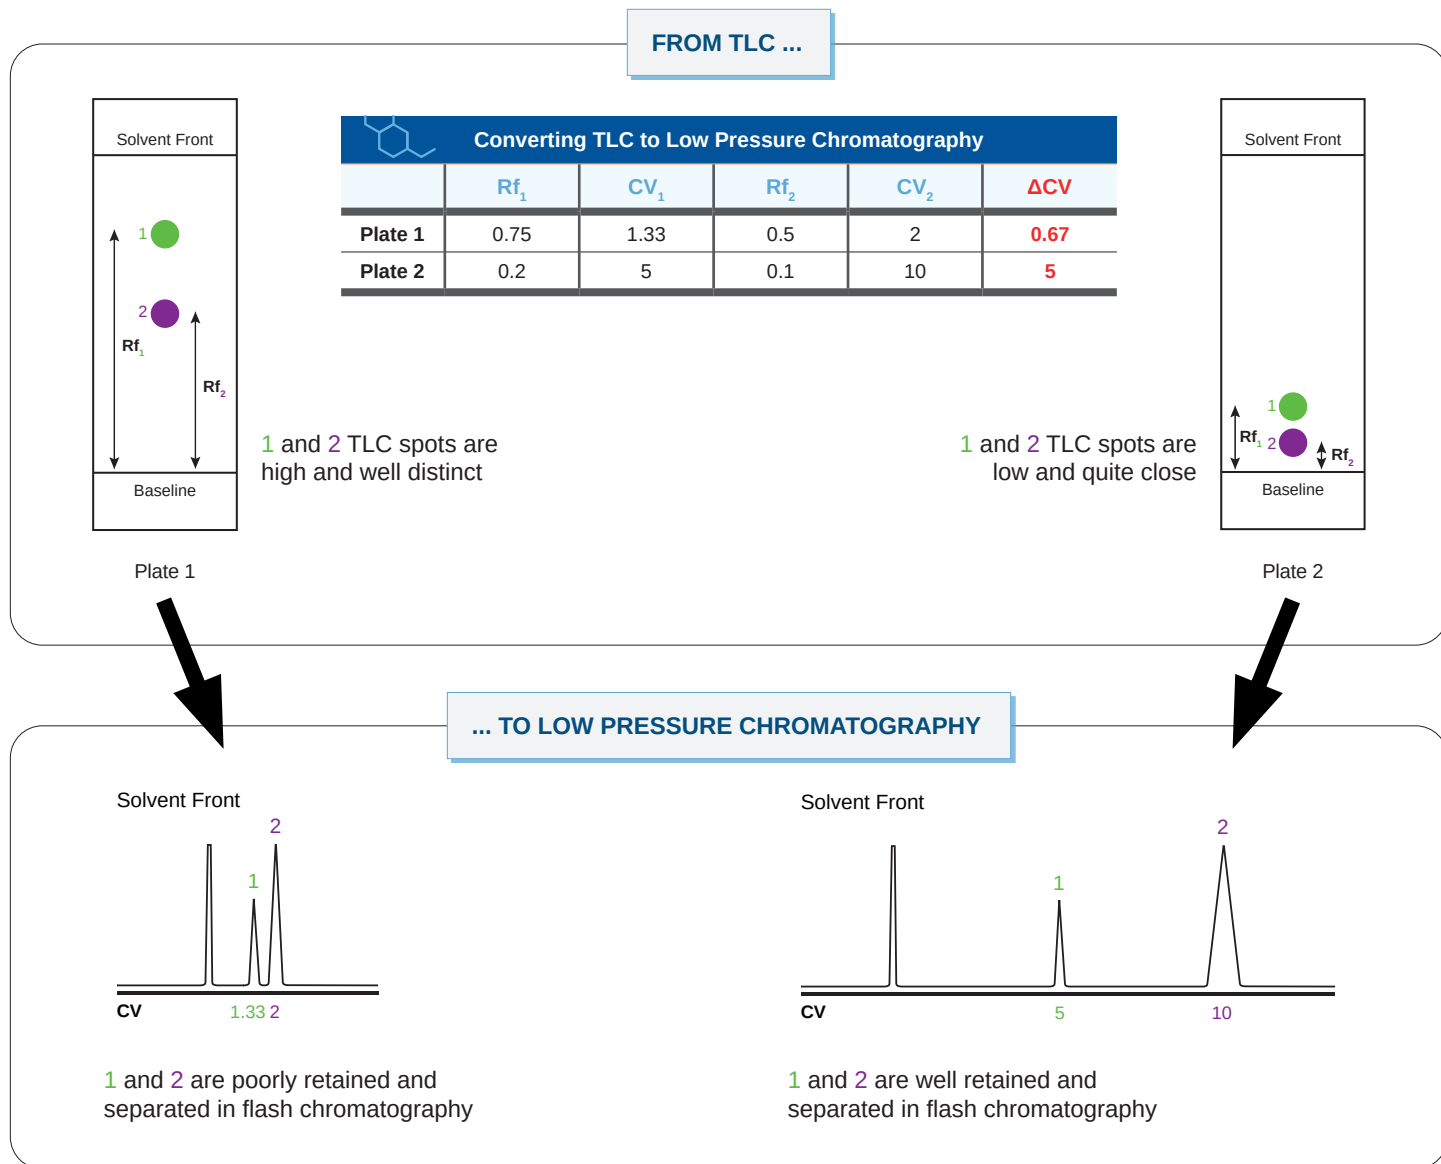 FROM TLC ...
Solvent Front
1
2
Rf1
Rf2
Baseline
Plate 1
1 and 2 TLC spots are
high and well distinct
Converting TLC to Low Pressure Chromatography
Rf1 CV1 Rf2 CV2 ΔCV
Plate 1 0.75 1.33 0.5 2 0.67
Plate 2 0.2 5 0.1 10 5
Solvent Front
1
Rf1 2
Rf2
Baseline
Plate 2
1 and 2 TLC spots are
low and quite close
... TO LOW PRESSURE CHROMATOGRAPHY
Solvent Front
2
1
CV 1.33 2
1 and 2 are poorly retained and
separated in flash chromatography
Solvent Front
2
1
CV 5 10
1 and 2 are well retained and
separated in flash chromatography